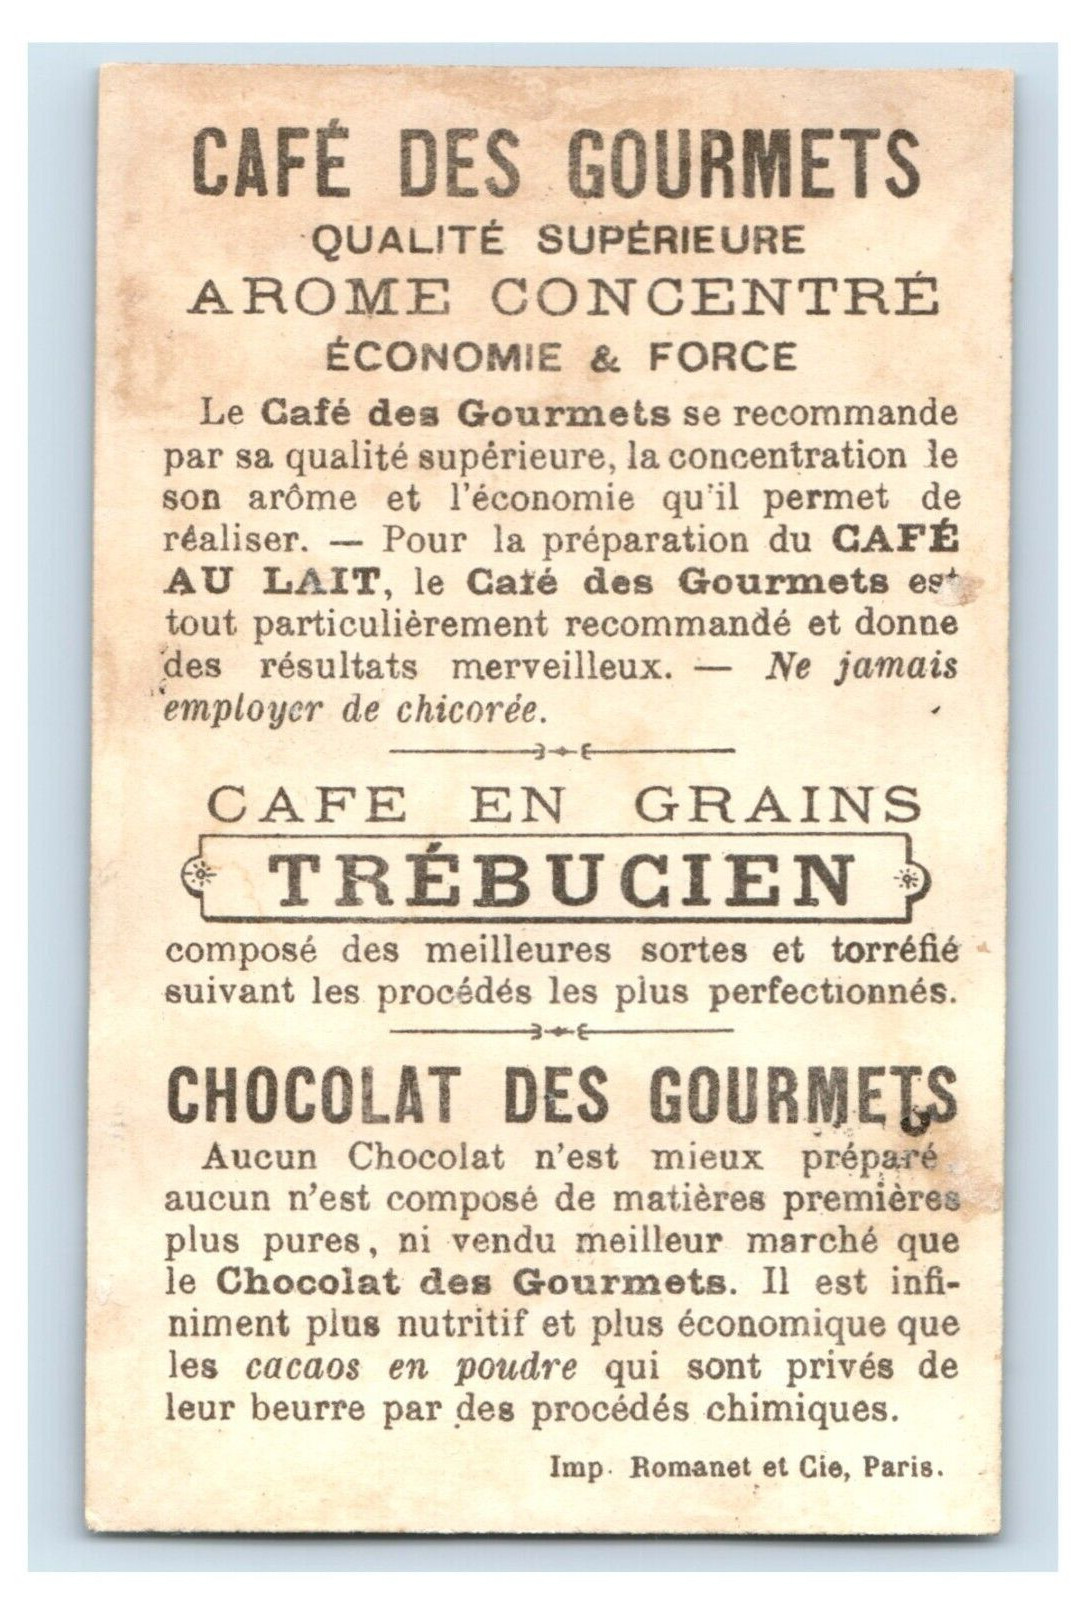 CAFÉ DES GOURMETS
QUALITÉ SUPÉRIEURE
AROME CONCENTRÉ
ÉCONOMIE & FORCE
Le Café des Gourmets se recommande
par sa qualité supérieure, la concentration le
son arôme et l'économie qu'il permet de
réaliser. — Pour la préparation du CAFÉ
AU LAIT, le Café des Gourmets est
tout particulièrement recommandé et donne
des résultats merveilleux. — Ne jamais
employer de chicorée.
CAFE EN GRAINS
TRÉBUCIEN
composé des meilleures sortes et torréfié
suivant les procédés les plus perfectionnés.
CHOCOLAT DES GOURMETS
Aucun Chocolat n'est mieux préparé
aucun n'est composé de matières premières
plus pures, ni vendu meilleur marché que
le Chocolat des Gourmets. Il est infi-
niment plus nutritif et plus économique que
les cacaos en poudre qui sont privés de
leur beurre par des procédés chimiques.
Imp. Romanet et Cie, Paris.